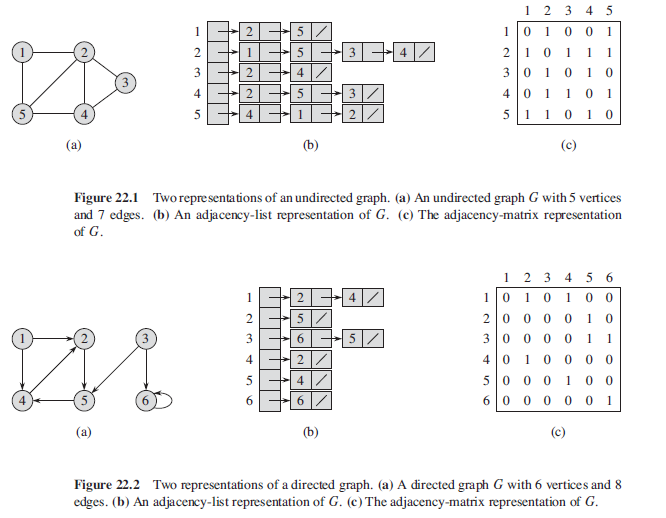 1 2 3 5 4
(a)
1 2 5 /
2 1 5 3 4 /
3 2 4 /
4 2 5 3 /
5 4 1 2 /
(b)
1 2 3 4 5
1 0 1 0 0 1
2 1 0 1 1 1
3 0 1 0 1 0
4 0 1 1 0 1
5 1 1 0 1 0
(c)
Figure 22.1 Two representations of an undirected graph. (a) An undirected graph G with 5 vertices
and 7 edges. (b) An adjacency-list representation of G. (c) The adjacency-matrix representation
of G.
1 2 3
4 5 6
(a)
1 2 4 /
2 5 /
3 6 5 /
4 2 /
5 4 /
6 6 /
(b)
1 2 3 4 5 6
1 0 1 0 1 0 0
2 0 0 0 0 1 0
3 0 0 0 0 1 1
4 0 1 0 0 0 0
5 0 0 0 1 0 0
6 0 0 0 0 0 1
(c)
Figure 22.2 Two representations of a directed graph. (a) A directed graph G with 6 vertices and 8
edges. (b) An adjacency-list representation of G. (c) The adjacency-matrix representation of G.